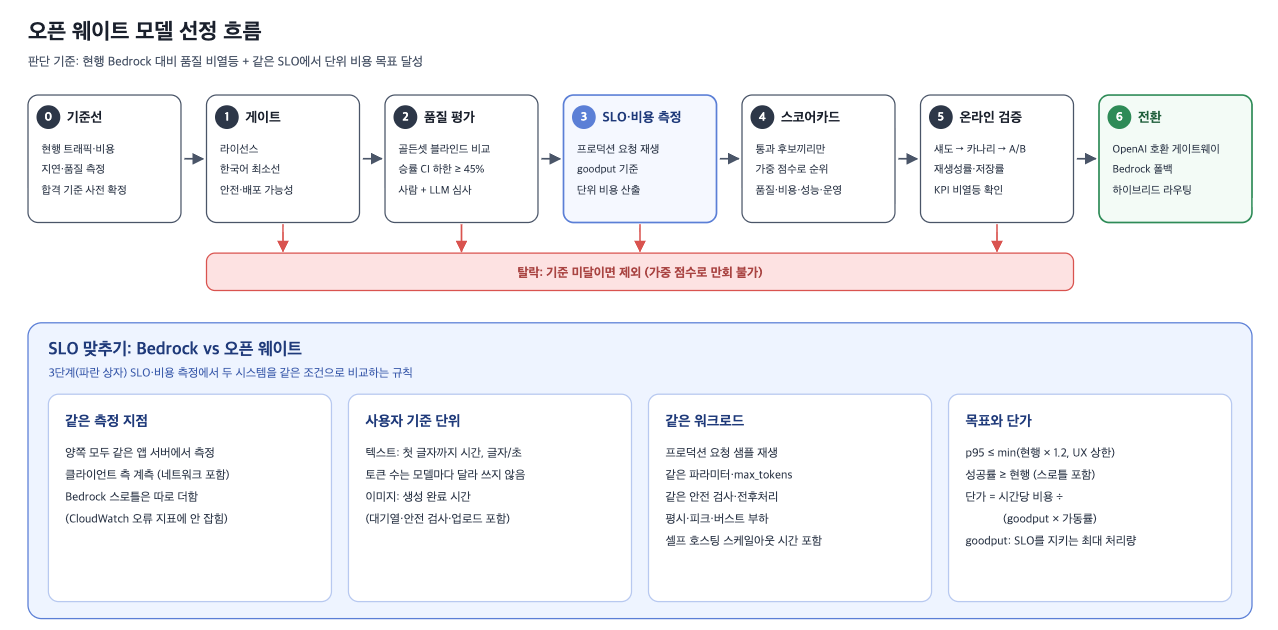 오픈 웨이트 모델 선정 흐름
판단 기준: 현행 Bedrock 대비 품질 비열등 + 같은 SLO에서 단위 비용 목표 달성
0 기준선
현행 트래픽·비용
지연·품질 측정
합격 기준 사전 확정
1 게이트
라이선스
한국어 최소선
안전·배포 가능성
2 품질 평가
골든셋 블라인드 비교
승률 CI 하한 ≥ 45%
사람 + LLM 심사
3 SLO·비용 측정
프로덕션 요청 재생
goodput 기준
단위 비용 산출
4 스코어카드
통과 후보끼리만
가중 점수로 순위
품질·비용·성능·운영
5 온라인 검증
섀도 → 카나리 → A/B
재생성률·저장률
KPI 비열등 확인
6 전환
OpenAI 호환 게이트웨이
Bedrock 폴백
하이브리드 라우팅
탈락: 기준 미달이면 제외 (가중 점수로 만회 불가)
SLO 맞추기: Bedrock vs 오픈 웨이트
3단계(파란 상자) SLO·비용 측정에서 두 시스템을 같은 조건으로 비교하는 규칙
같은 측정 지점
양쪽 모두 같은 앱 서버에서 측정
클라이언트 측 계측 (네트워크 포함)
Bedrock 스로틀은 따로 더함
(CloudWatch 오류 지표에 안 잡힘)
사용자 기준 단위
텍스트: 첫 글자까지 시간, 글자/초
토큰 수는 모델마다 달라 쓰지 않음
이미지: 생성 완료 시간
(대기열·안전 검사·업로드 포함)
같은 워크로드
프로덕션 요청 샘플 재생
같은 파라미터·max_tokens
같은 안전 검사·전후처리
평시·피크·버스트 부하
셀프 호스팅 스케일아웃 시간 포함
목표와 단가
p95 ≤ min(현행 × 1.2, UX 상한)
성공률 ≥ 현행 (스로틀 포함)
단가 = 시간당 비용 ÷
(goodput × 가동률)
goodput: SLO를 지키는 최대 처리량